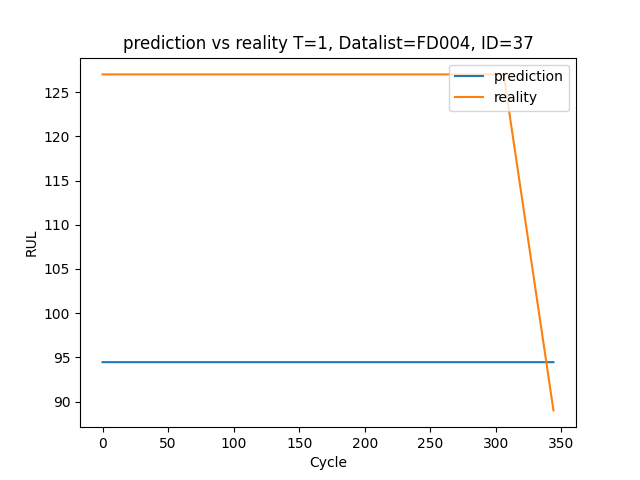 prediction vs reality T=1, Datalist=FD004, ID=37
prediction
reality
125
120
115
110
105
100
95
90
RUL
0 50 100 150 200 250 300 350
Cycle